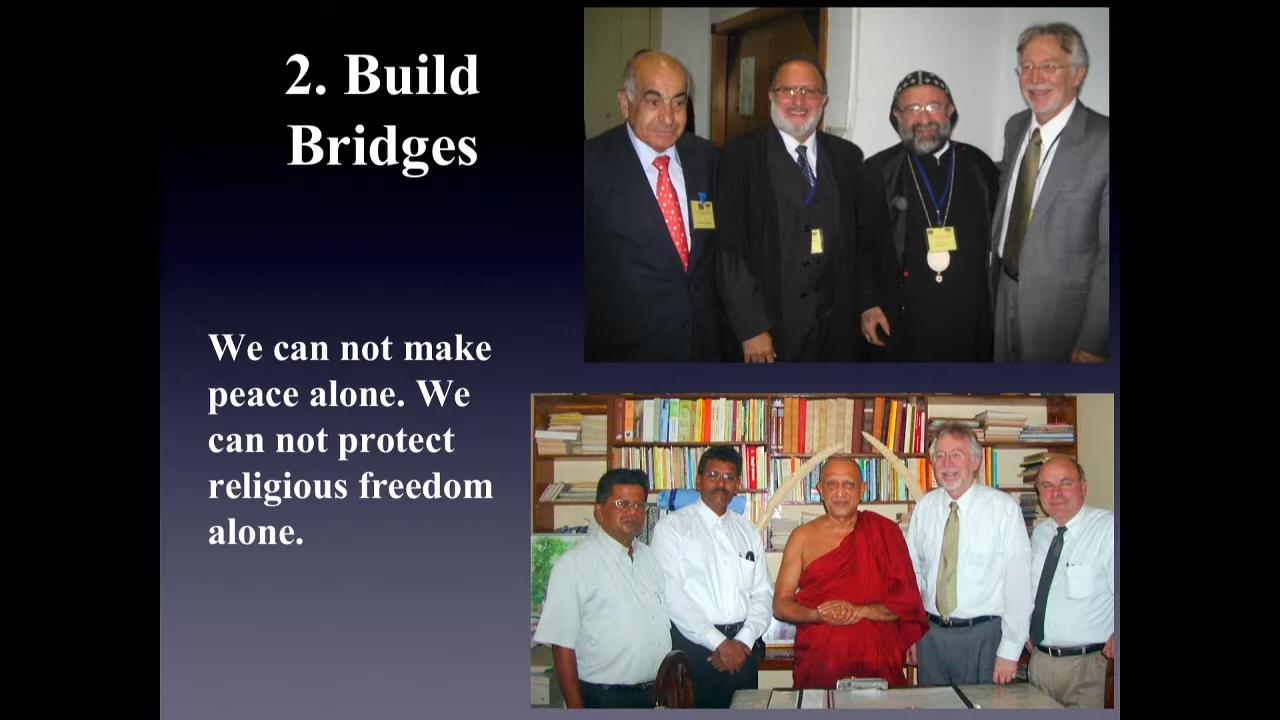 2. Build
Bridges
We can not make
peace alone. We
can not protect
religious freedom
alone.